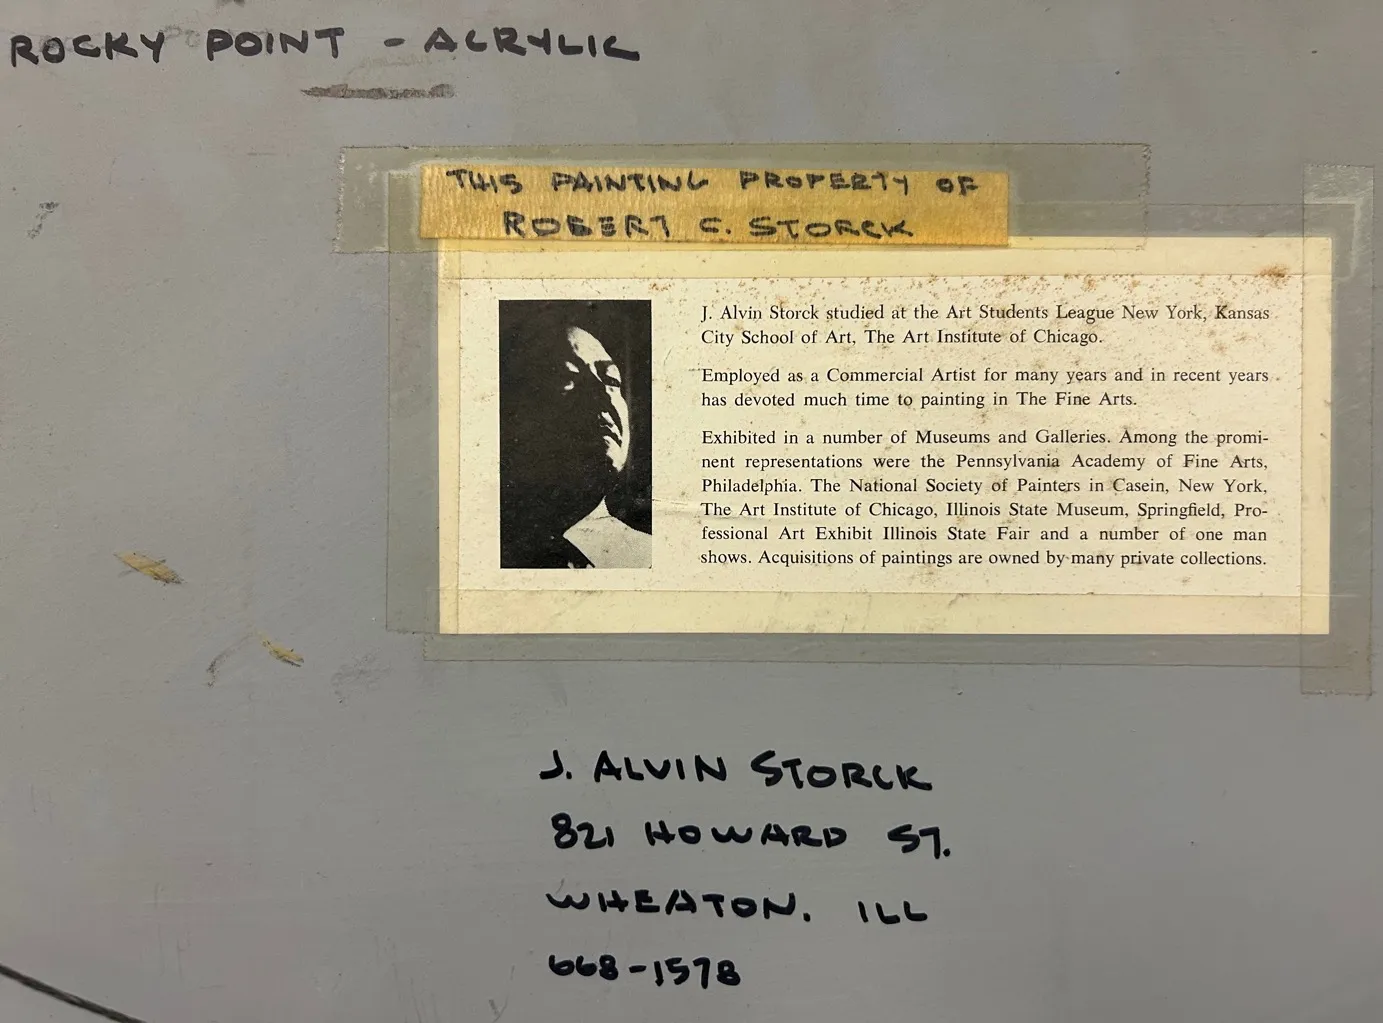 ROCKY POINT - ACRYLIC
THIS PAINTING PROPERTY OF
ROBERT C. STORCK
J. Alvin Storck studied at the Art Students League New York, Kansas
City School of Art, The Art Institute of Chicago.
Employed as a Commercial Artist for many years and in recent years
has devoted much time to painting in The Fine Arts.
Exhibited in a number of Museums and Galleries. Among the promi-
nent representations were the Pennsylvania Academy of Fine Arts,
Philadelphia. The National Society of Painters in Casein, New York,
The Art Institute of Chicago, Illinois State Museum, Springfield, Pro-
fessional Art Exhibit Illinois State Fair and a number of one man
shows. Acquisitions of paintings are owned by many private collections.
J. ALVIN STORCK
821 HOWARD ST.
WHEATON. ILL
668-1578